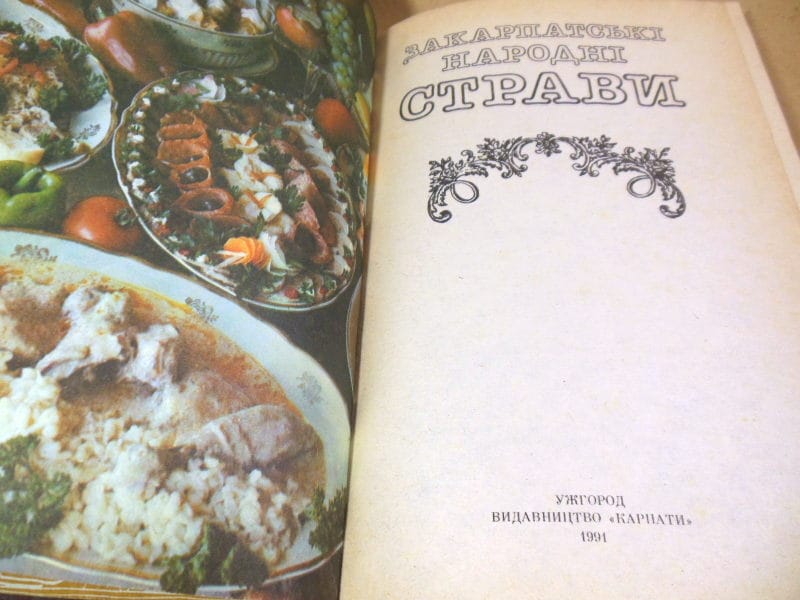 ЗАКАРПАТСЬКІ
НАРОДНІ
СТРАВИ
УЖГОРОД
ВИДАВНИЦТВО «КАРПАТИ»
1991